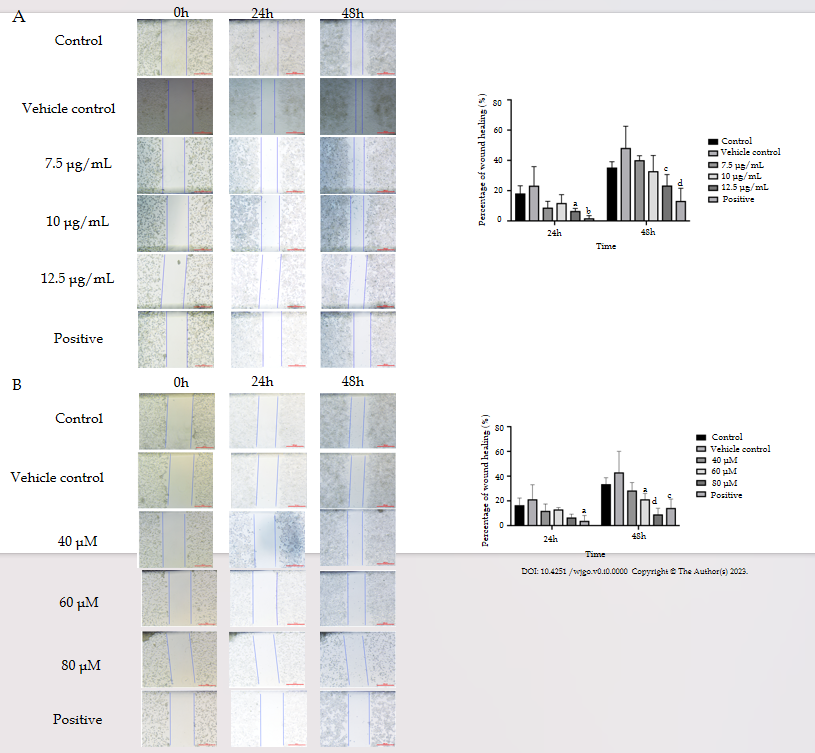 A
0h 24h 48h
Control
Vehicle control
7.5 µg/mL
10 µg/mL
12.5 µg/mL
Positive
Percentage of wound healing (%)
80
60
40
20
0
a
b
c
d
24h 48h
Time
Control
Vehicle control
7.5 µg/mL
10 µg/mL
12.5 µg/mL
Positive
B
0h 24h 48h
Control
Vehicle control
40 µM
60 µM
80 µM
Positive
Percentage of wound healing (%)
80
60
40
20
0
a
a
d
c
24h 48h
Time
Control
Vehicle control
40 µM
60 µM
80 µM
Positive
DOI: 10.4251 /wjgo.v0.i0.0000 Copyright © The Author(s) 2023.